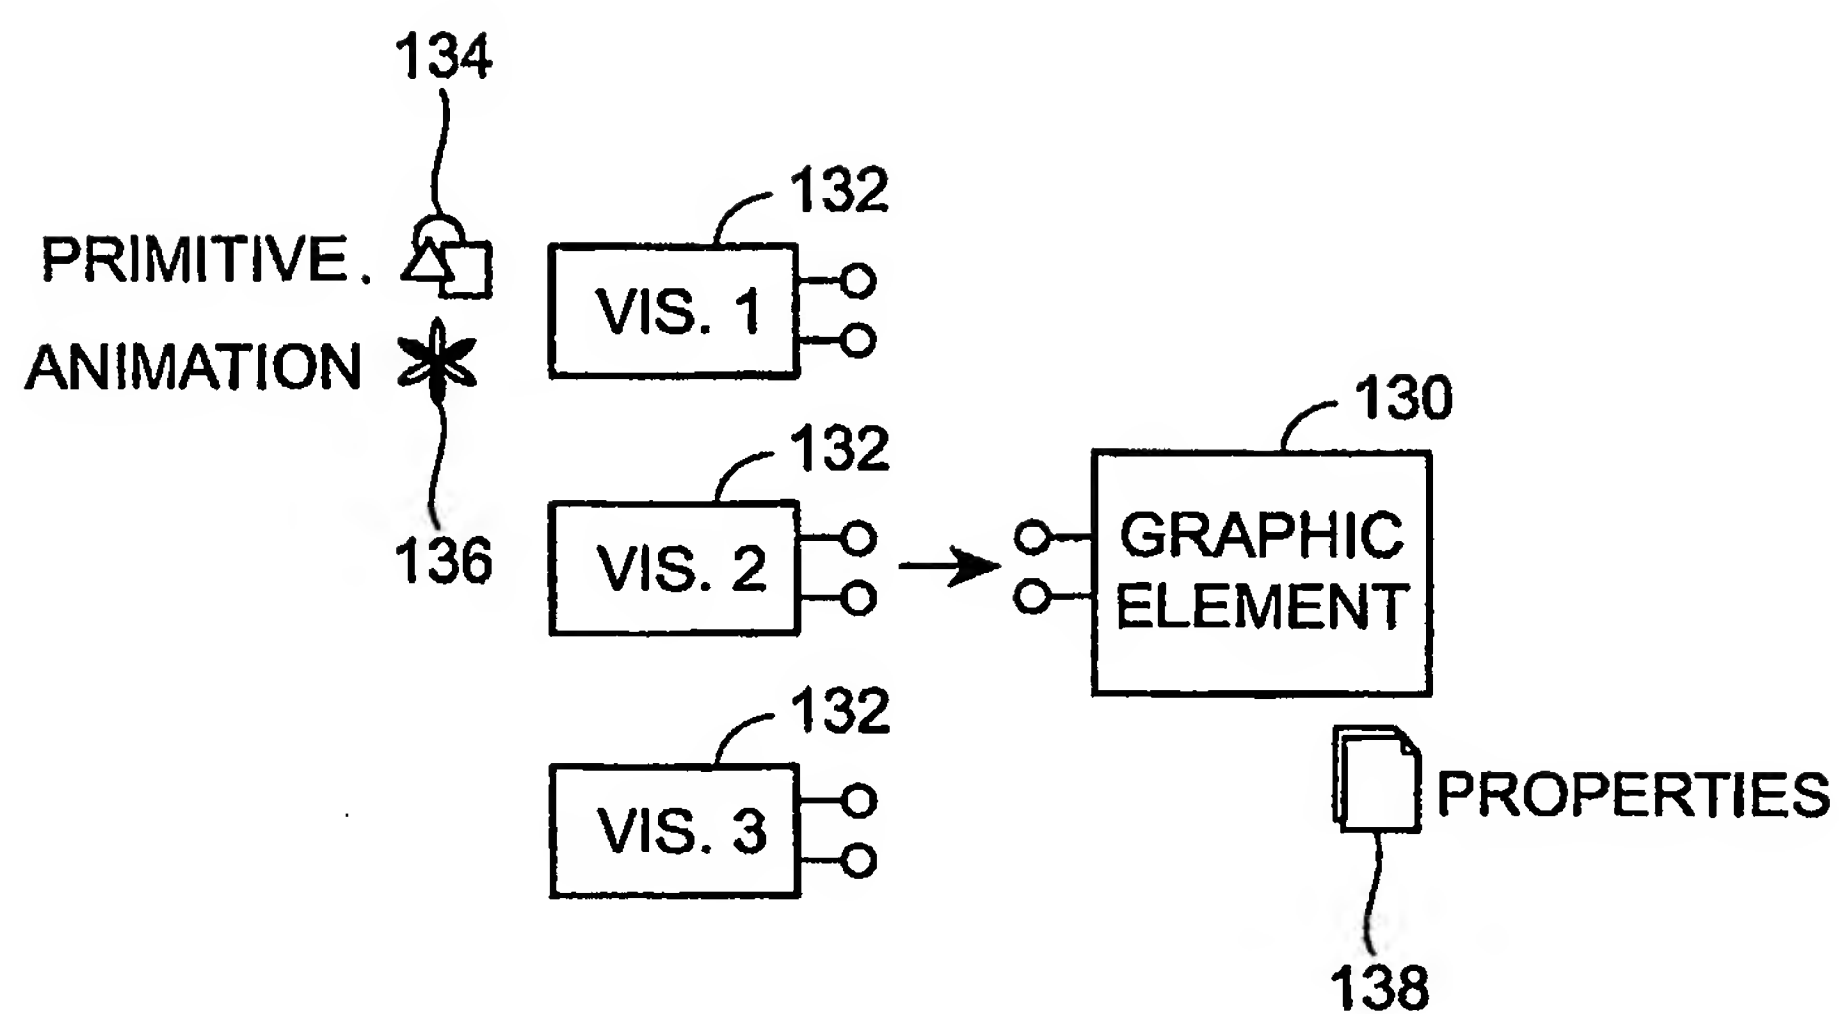 134
132
PRIMITIVE.
VIS. 1
ANIMATION
130
132
136
GRAPHIC
VIS. 2
ELEMENT
132
PROPERTIES
VIS. 3
138